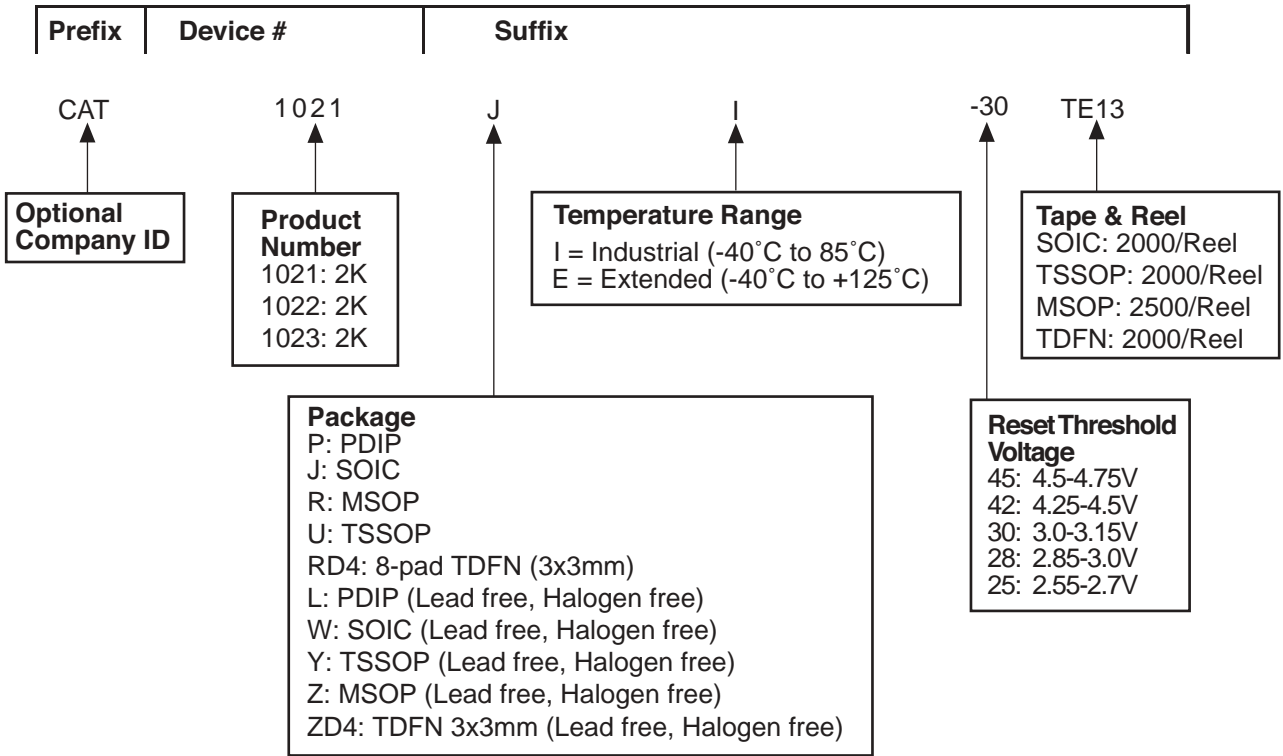 Prefix Device # Suffix
CAT 1021 J I -30 TE13
Optional
Company ID
Product
Number
1021: 2K
1022: 2K
1023: 2K
Temperature Range
I = Industrial (-40˚C to 85˚C)
E = Extended (-40˚C to +125˚C)
Tape & Reel
SOIC: 2000/Reel
TSSOP: 2000/Reel
MSOP: 2500/Reel
TDFN: 2000/Reel
Package
P: PDIP
J: SOIC
R: MSOP
U: TSSOP
RD4: 8-pad TDFN (3x3mm)
L: PDIP (Lead free, Halogen free)
W: SOIC (Lead free, Halogen free)
Y: TSSOP (Lead free, Halogen free)
Z: MSOP (Lead free, Halogen free)
ZD4: TDFN 3x3mm (Lead free, Halogen free)
Reset Threshold
Voltage
45: 4.5-4.75V
42: 4.25-4.5V
30: 3.0-3.15V
28: 2.85-3.0V
25: 2.55-2.7V